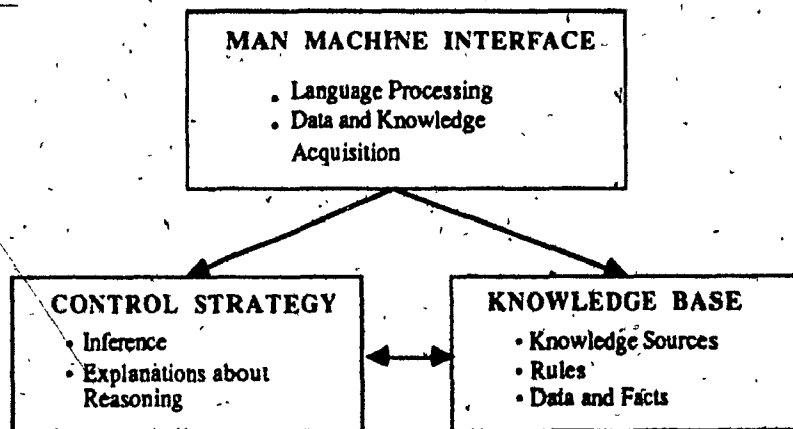 MAN MACHINE INTERFACE
• Language Processing
• Data and Knowledge
Acquisition
CONTROL STRATEGY
• Inference
• Explanations about
Reasoning
KNOWLEDGE BASE
• Knowledge Sources
• Rules
• Data and Facts